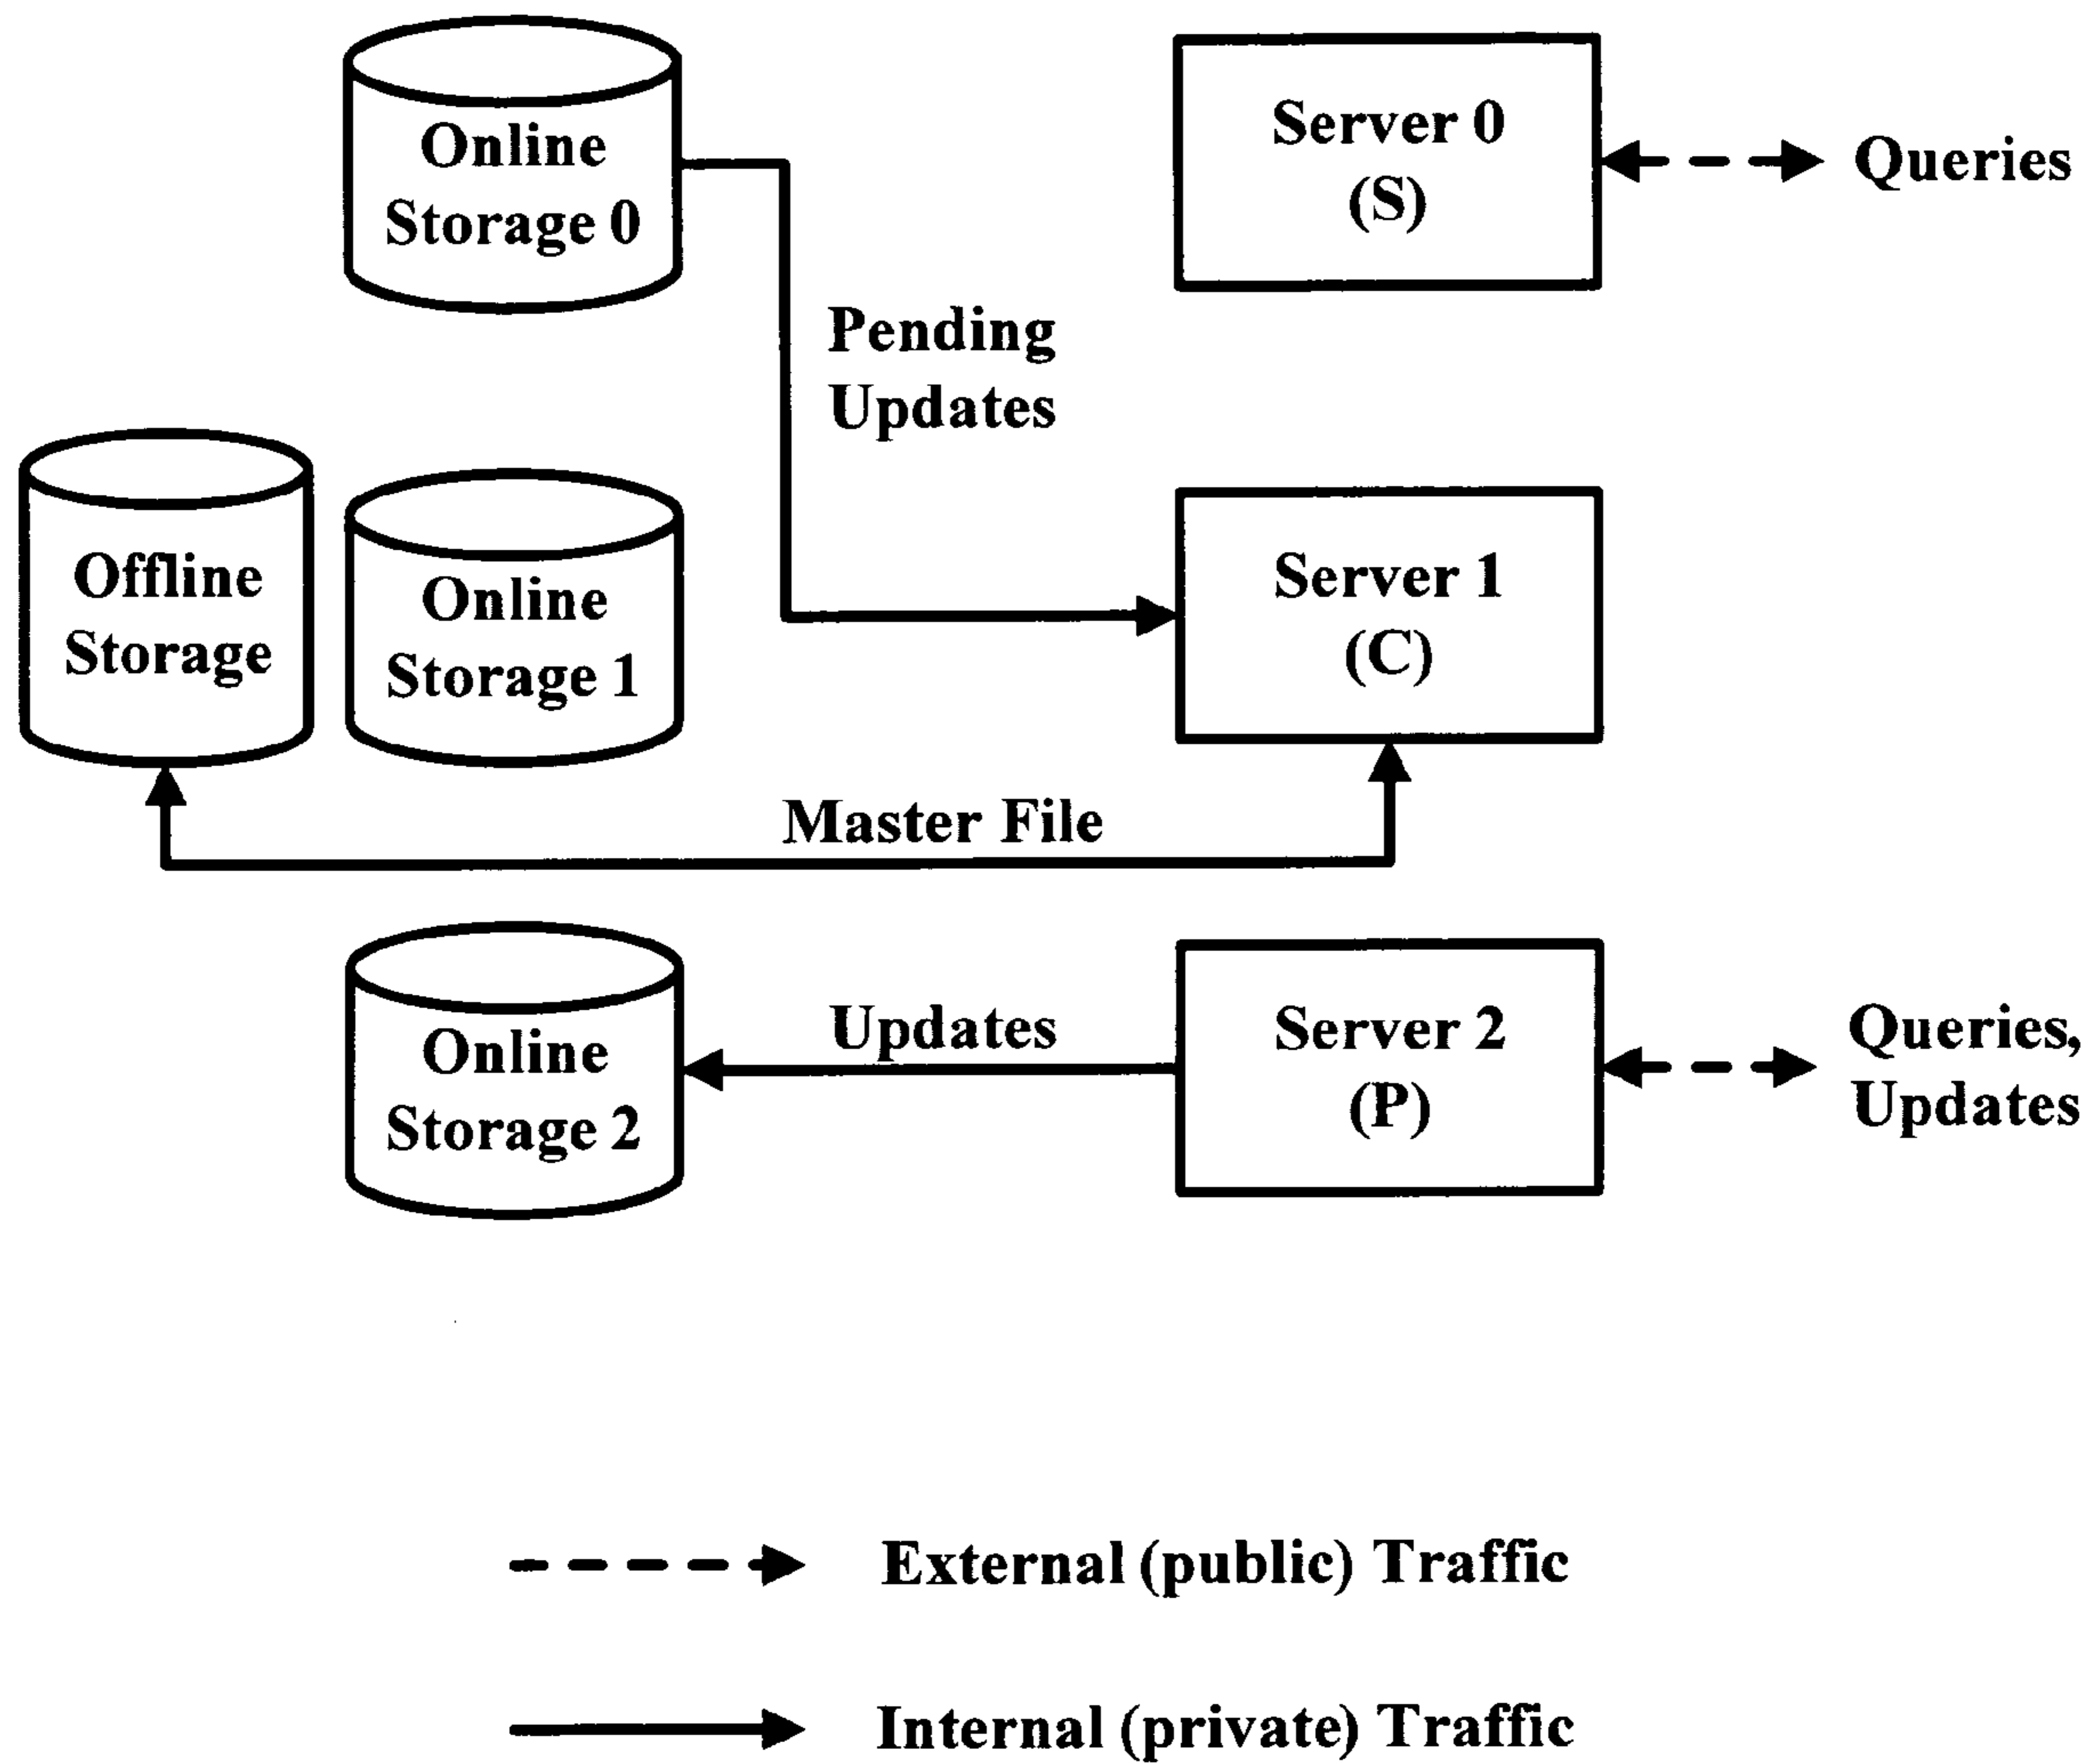 Online
Storage 0
Server 0
(S)
Queries
Pending
Updates
Offline
Storage
Online
Storage 1
Server 1
(C)
Master File
Online
Storage 2
Updates
Server 2
(P)
Queries,
Updates
External (public) Traffic
Internal (private) Traffic